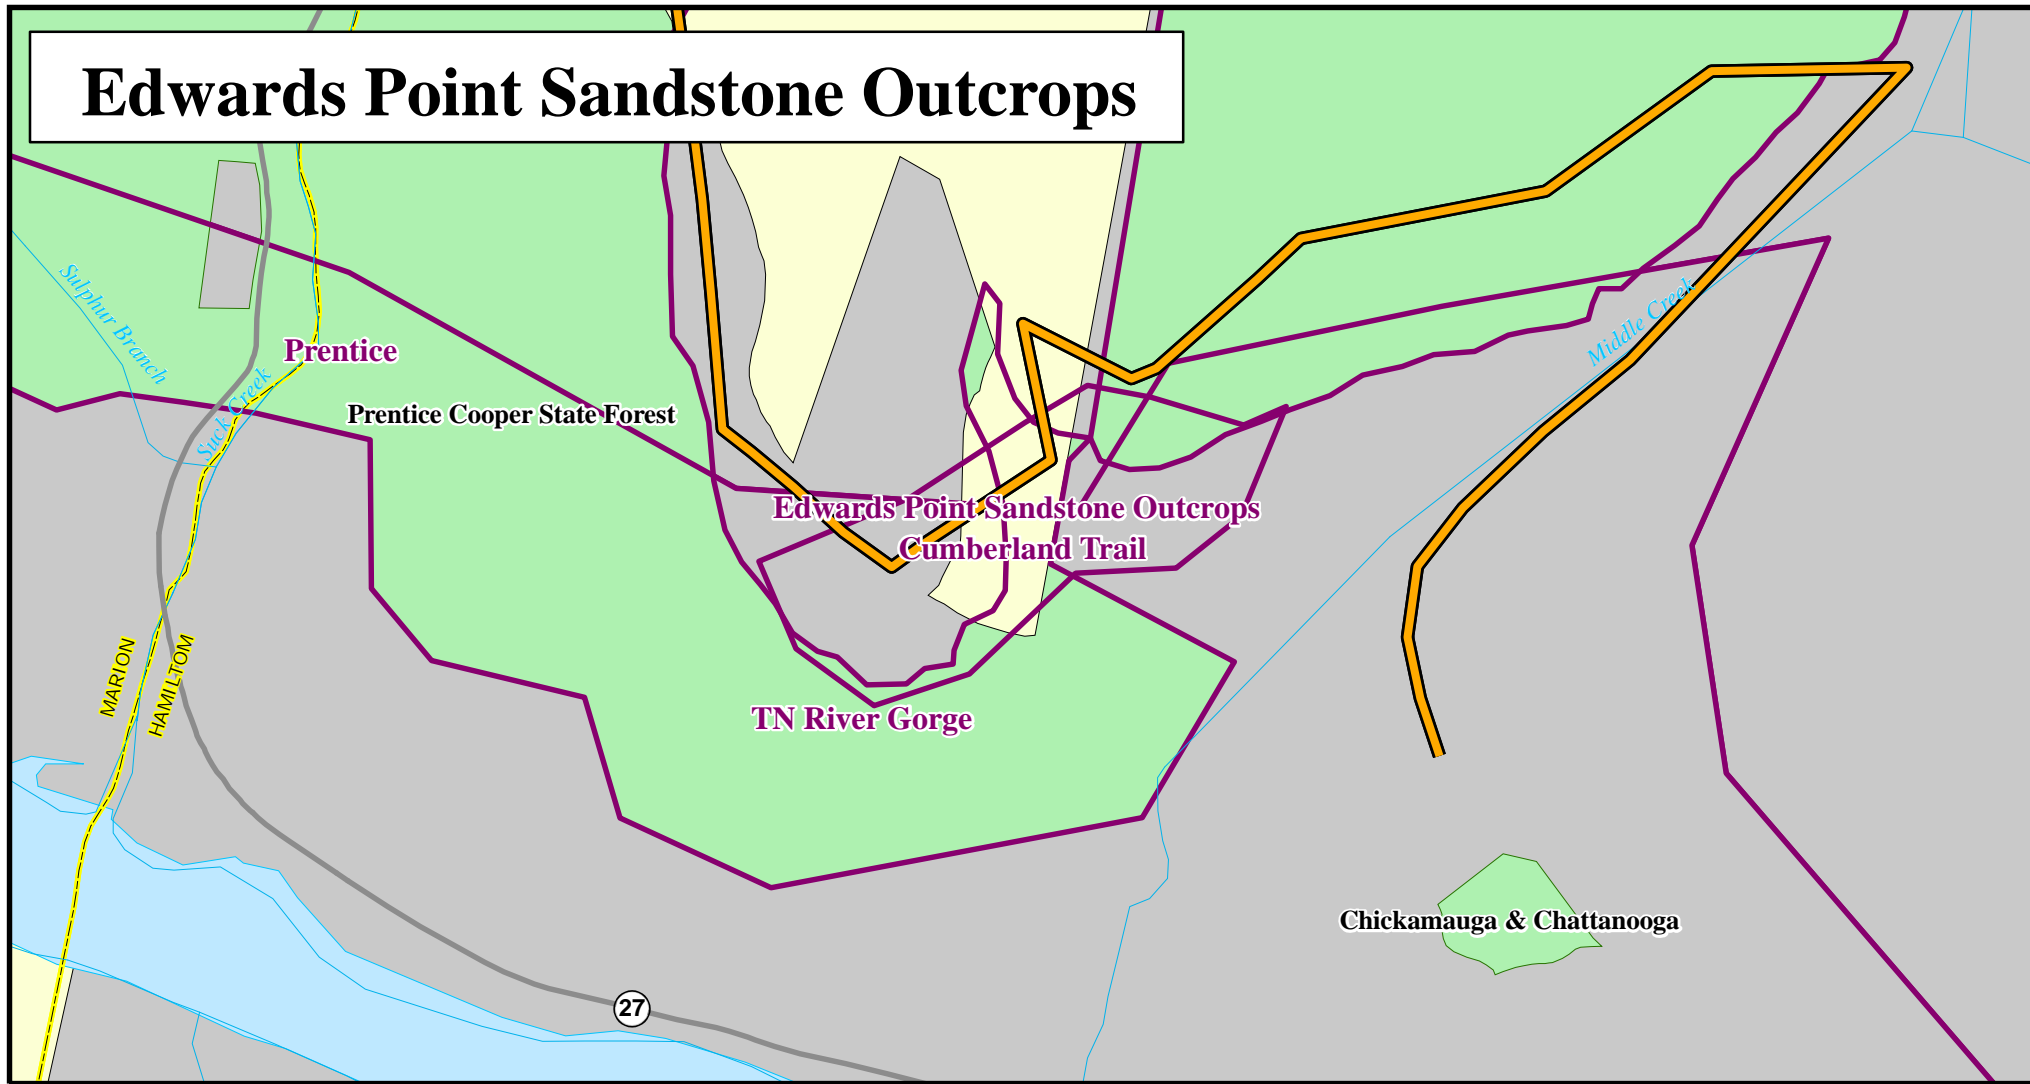 Edwards Point Sandstone Outcrops
Sulphur Branch
Prentice
Suck Creek
Prentice Cooper State Forest
Middle Creek
Edwards Point Sandstone Outcrops
Cumberland Trail
MARION
HAMILTOM
TN River Gorge
Chickamauga & Chattanooga
27